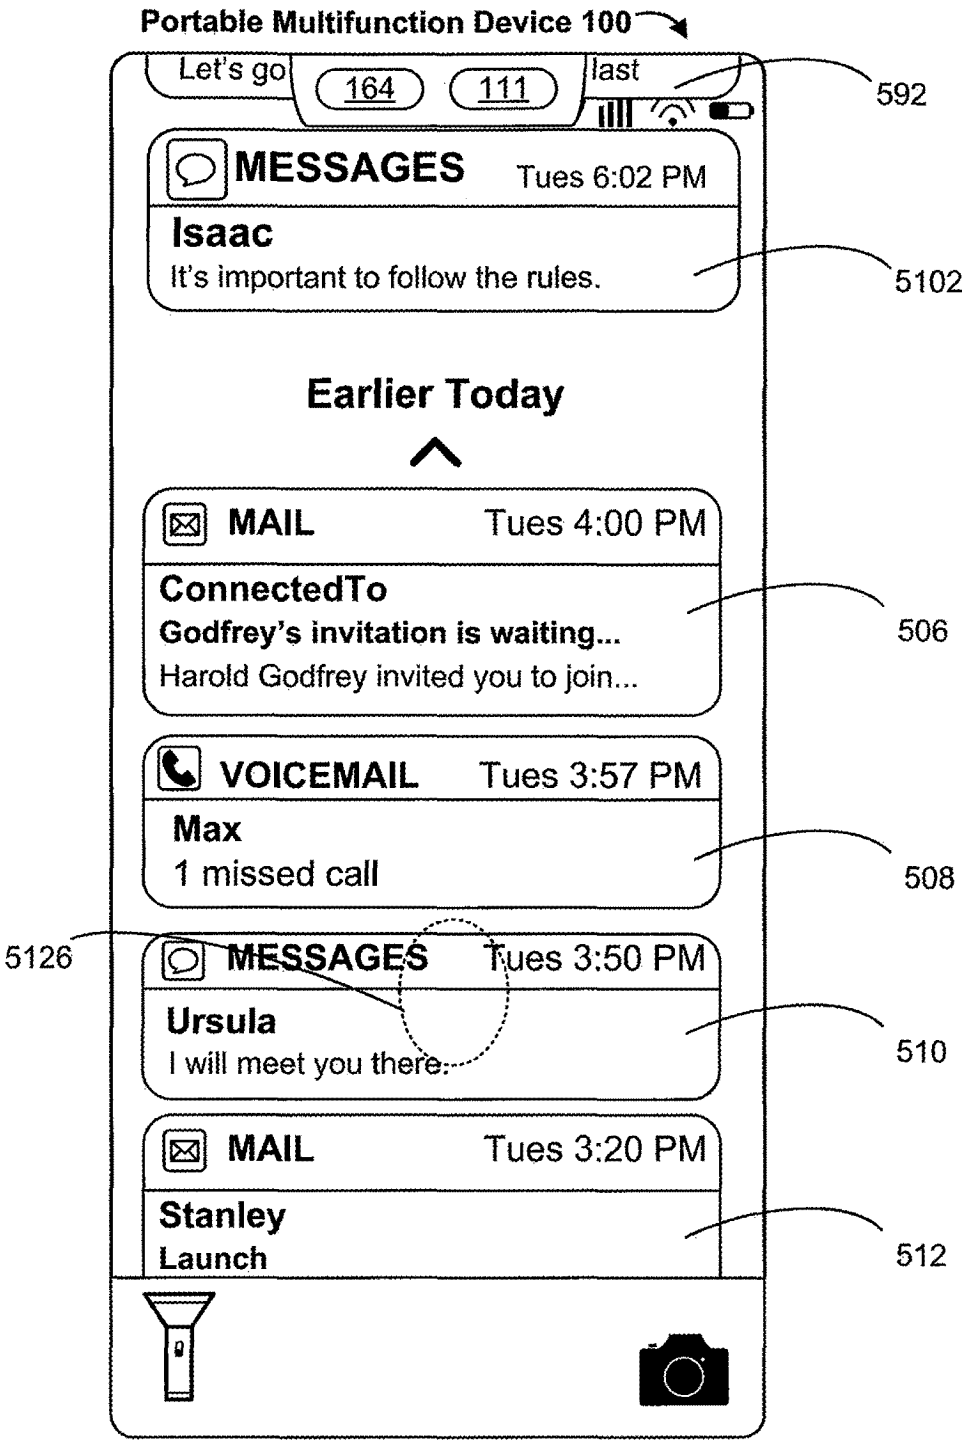 Portable Multifunction Device 100
Let's go
last
164
111
592
MESSAGES Tues 6:02 PM
Isaac
It's important to follow the rules.
5102
Earlier Today
MAIL Tues 4:00 PM
ConnectedTo
Godfrey's invitation is waiting...
Harold Godfrey invited you to join...
506
VOICEMAIL Tues 3:57 PM
Max
1 missed call
508
5126
MESSAGES Tues 3:50 PM
Ursula
I will meet you there.
510
MAIL Tues 3:20 PM
Stanley
Launch
512